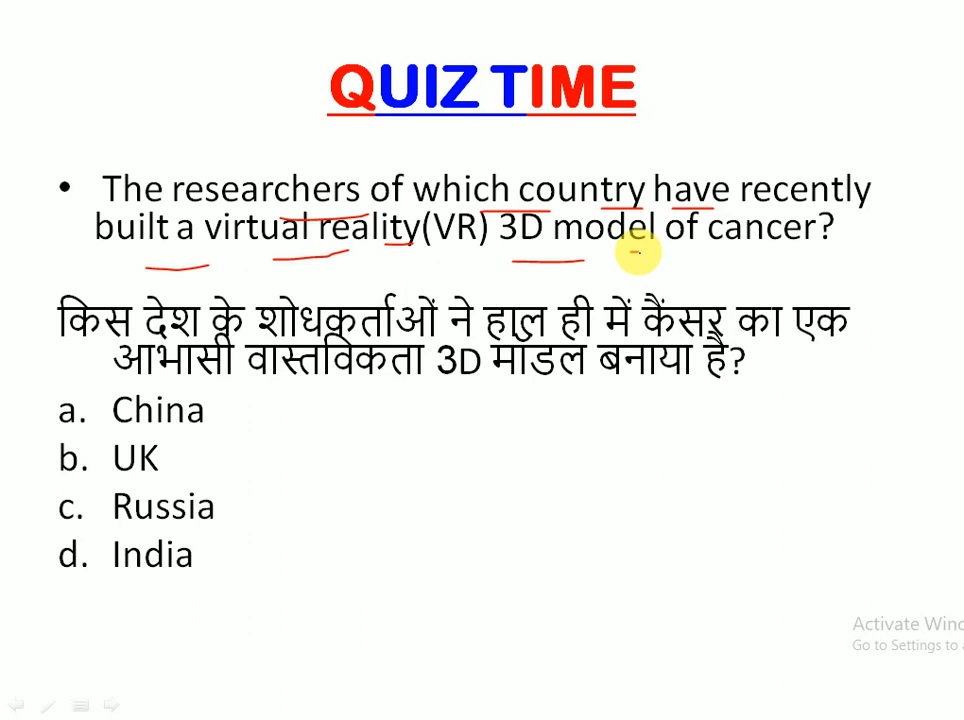 QUIZ TIME
• The researchers of which country have recently
built a virtual reality(VR) 3D model of cancer?
किस देश के शोधकर्ताओं ने हाल ही में कैंसर का एक
आभासी वास्तविकता 3D मॉडल बनाया है?
a. China
b. UK
c. Russia
d. India
Activate Winc
Go to Settings to